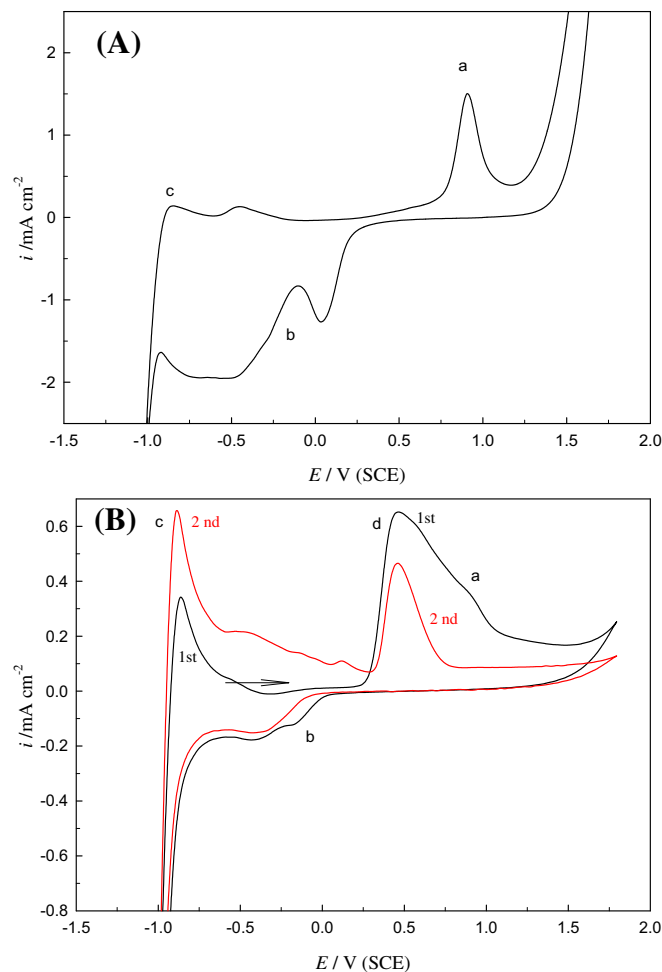 (A)
a
b
c
2
1
0
-1
-2
i /mA cm-2
-1.5 -1.0 -0.5 0.0 0.5 1.0 1.5 2.0
E / V (SCE)
(B)
c
2 nd
1st
d
1st
a
2 nd
b
0.6
0.4
0.2
0.0
-0.2
-0.4
-0.6
-0.8
i /mA cm-2
-1.5 -1.0 -0.5 0.0 0.5 1.0 1.5 2.0
E / V (SCE)